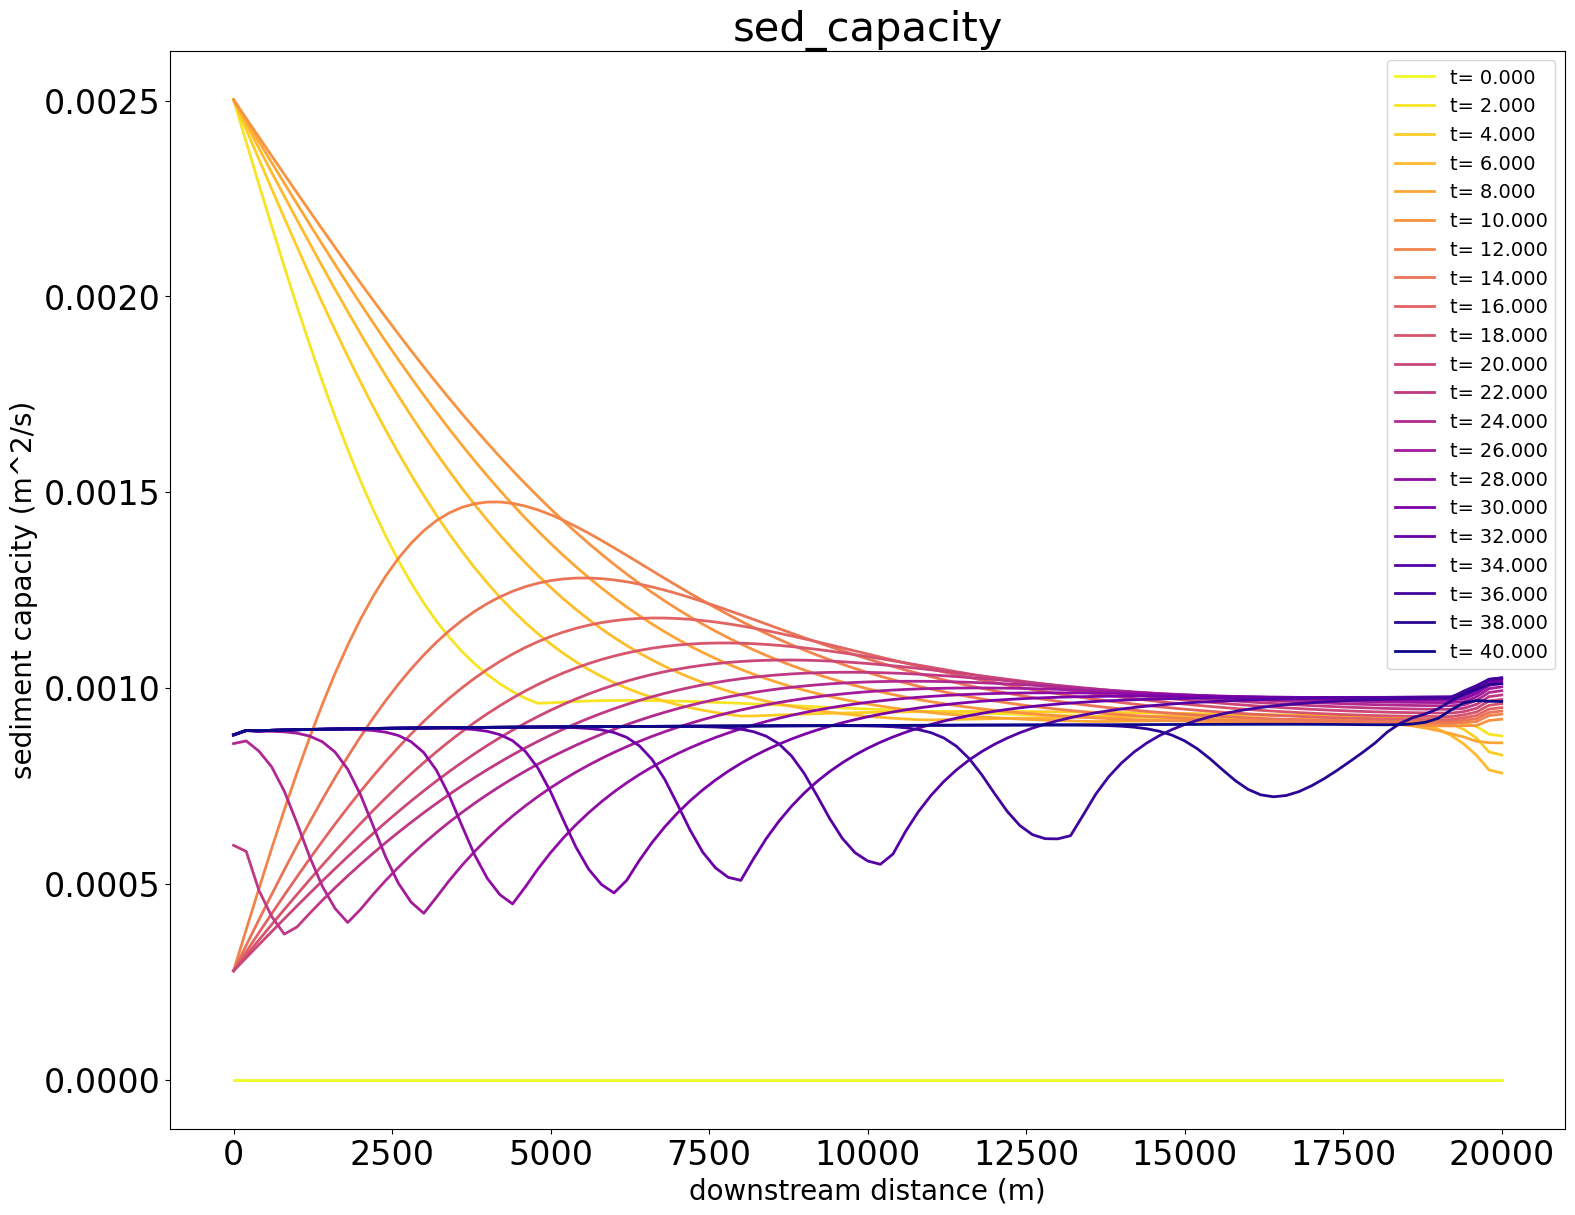 sed_capacity
sediment capacity (m^2/s)
0.0025
0.0020
0.0015
0.0010
0.0005
0.0000
t= 0.000
t= 2.000
t= 4.000
t= 6.000
t= 8.000
t= 10.000
t= 12.000
t= 14.000
t= 16.000
t= 18.000
t= 20.000
t= 22.000
t= 24.000
t= 26.000
t= 28.000
t= 30.000
t= 32.000
t= 34.000
t= 36.000
t= 38.000
t= 40.000
0 2500 5000 7500 10000 12500 15000 17500 20000
downstream distance (m)